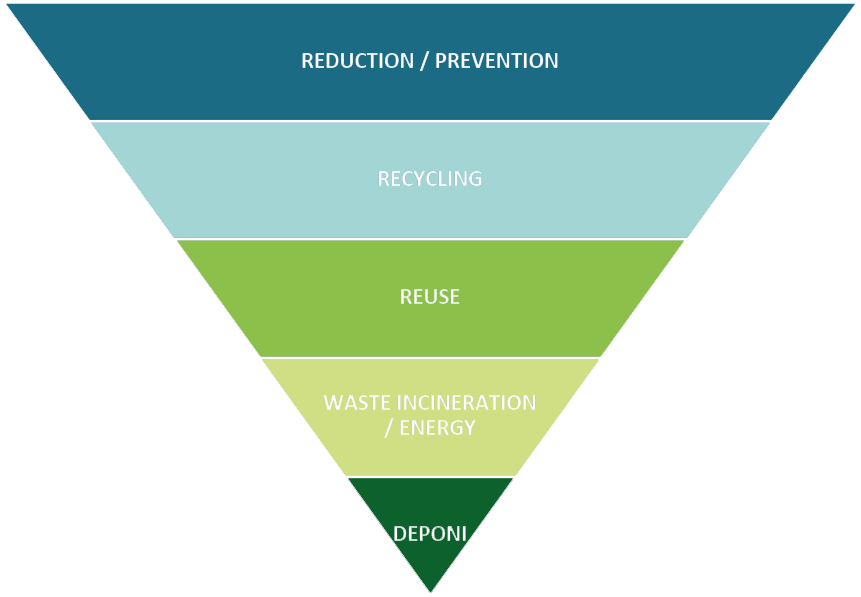 REDUCTION / PREVENTION
RECYCLING
REUSE
WASTE INCINERATION
/ ENERGY
DEPONI